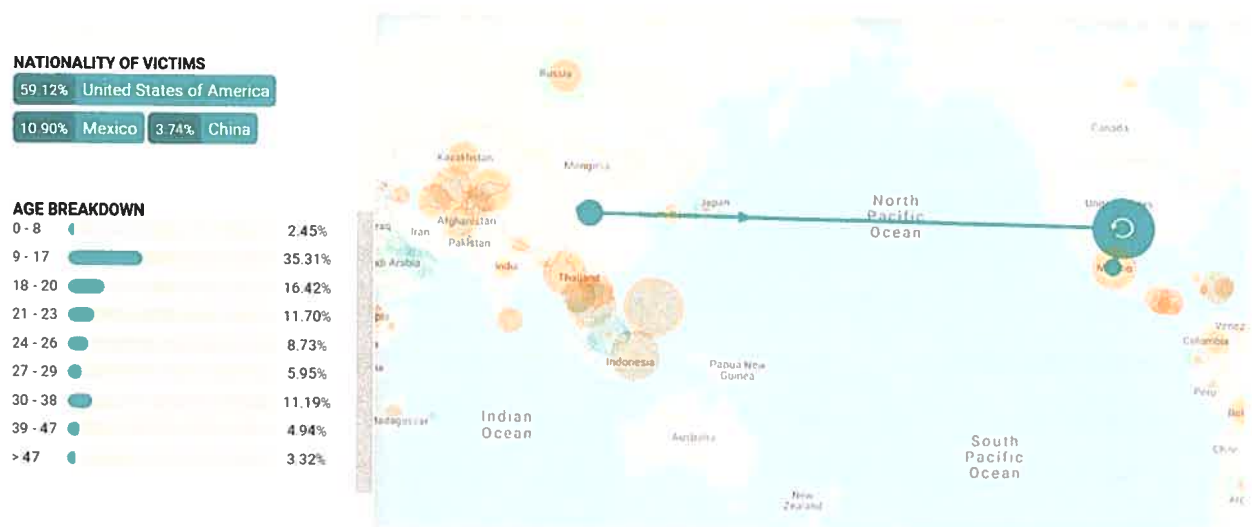 NATIONALITY OF VICTIMS
59.12% United States of America
10.90% Mexico 3.74% China
AGE BREAKDOWN
0 - 8 2.45%
9 - 17 35.31%
18 - 20 16.42%
21 - 23 11.70%
24 - 26 8.73%
27 - 29 5.95%
30 - 38 11.19%
39 - 47 4.94%
> 47 3.32%
Russia
Canada
Kazakhstan
Mongolia
Japan
North
Pacific
Ocean
Afghanistan
Iran
Pakistan
India
Thailand
Indonesia
Papua New
Guinea
Colombia
Peru
Indian
Ocean
Australia
South
Pacific
Ocean
New
Zealand